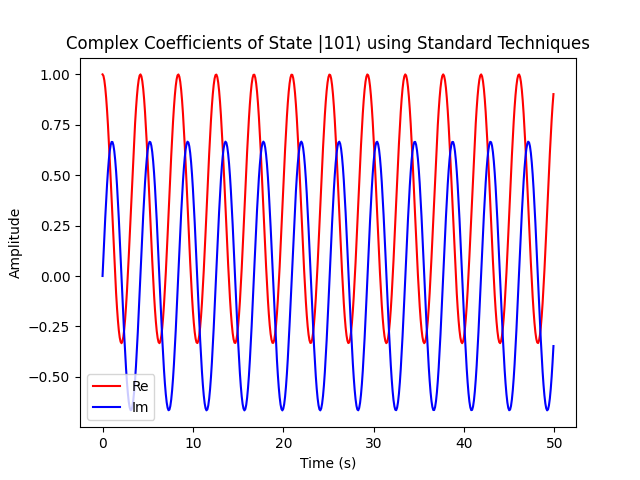 Complex Coefficients of State |101⟩ using Standard Techniques
1.00
0.75
0.50
0.25
0.00
−0.25
−0.50
Amplitude
Re
Im
0 10 20 30 40 50
Time (s)